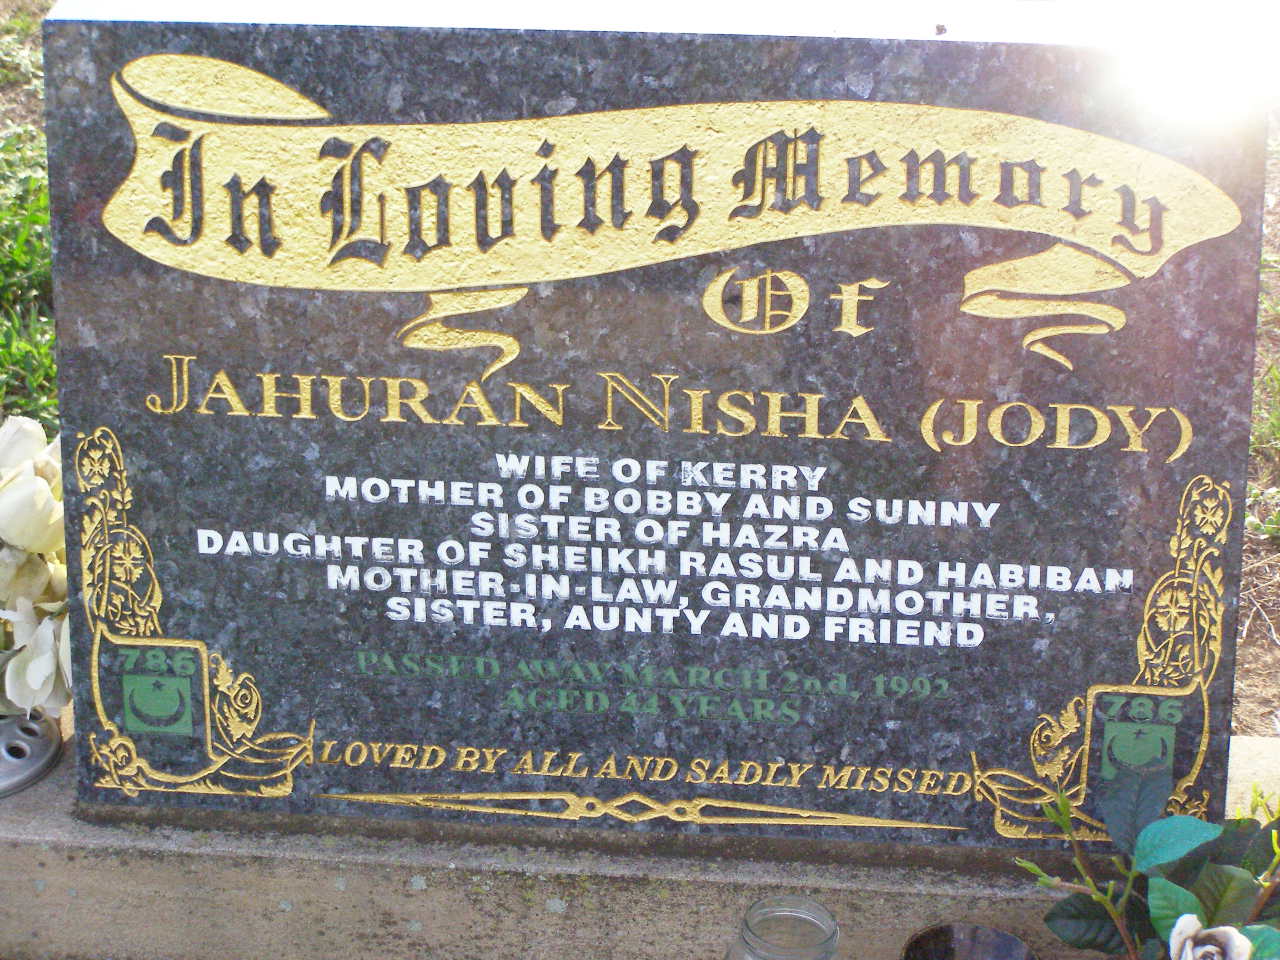 In Loving Memory
Of
JAHURAN NISHA (JODY)
WIFE OF KERRY
MOTHER OF BOBBY AND SUNNY
SISTER OF HAZRA
DAUGHTER OF SHEIKH RASUL AND HABIBAN
MOTHER-IN-LAW, GRANDMOTHER,
SISTER, AUNTY AND FRIEND
786
PASSED AWAY MARCH 2nd, 1992
786
AGED 44 YEARS
LOVED BY ALL AND SADLY MISSED